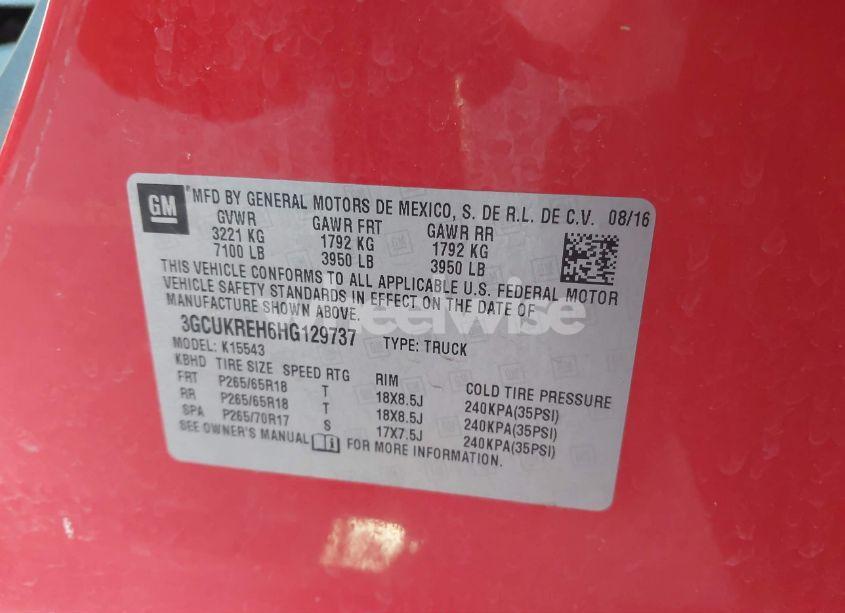 GM
® MFD BY GENERAL MOTORS DE MEXICO, S. DE R.L. DE C.V. 08/16
GVWR GAWR FRT GAWR RR
3221 KG 1792 KG 1792 KG
7100 LB 3950 LB 3950 LB
THIS VEHICLE CONFORMS TO ALL APPLICABLE U.S. FEDERAL MOTOR
VEHICLE SAFETY STANDARDS IN EFFECT ON THE DATE OF
MANUFACTURE SHOWN ABOVE.
wheelwise
3GCUKREH6HG129737 TYPE: TRUCK
MODEL: K15543
KBHD TIRE SIZE SPEED RTG RIM COLD TIRE PRESSURE
FRT P265/65R18 T 18X8.5J 240KPA(35PSI)
RR P265/65R18 T 18X8.5J 240KPA(35PSI)
SPA P265/70R17 S 17X7.5J 240KPA(35PSI)
SEE OWNER'S MANUAL FOR MORE INFORMATION.